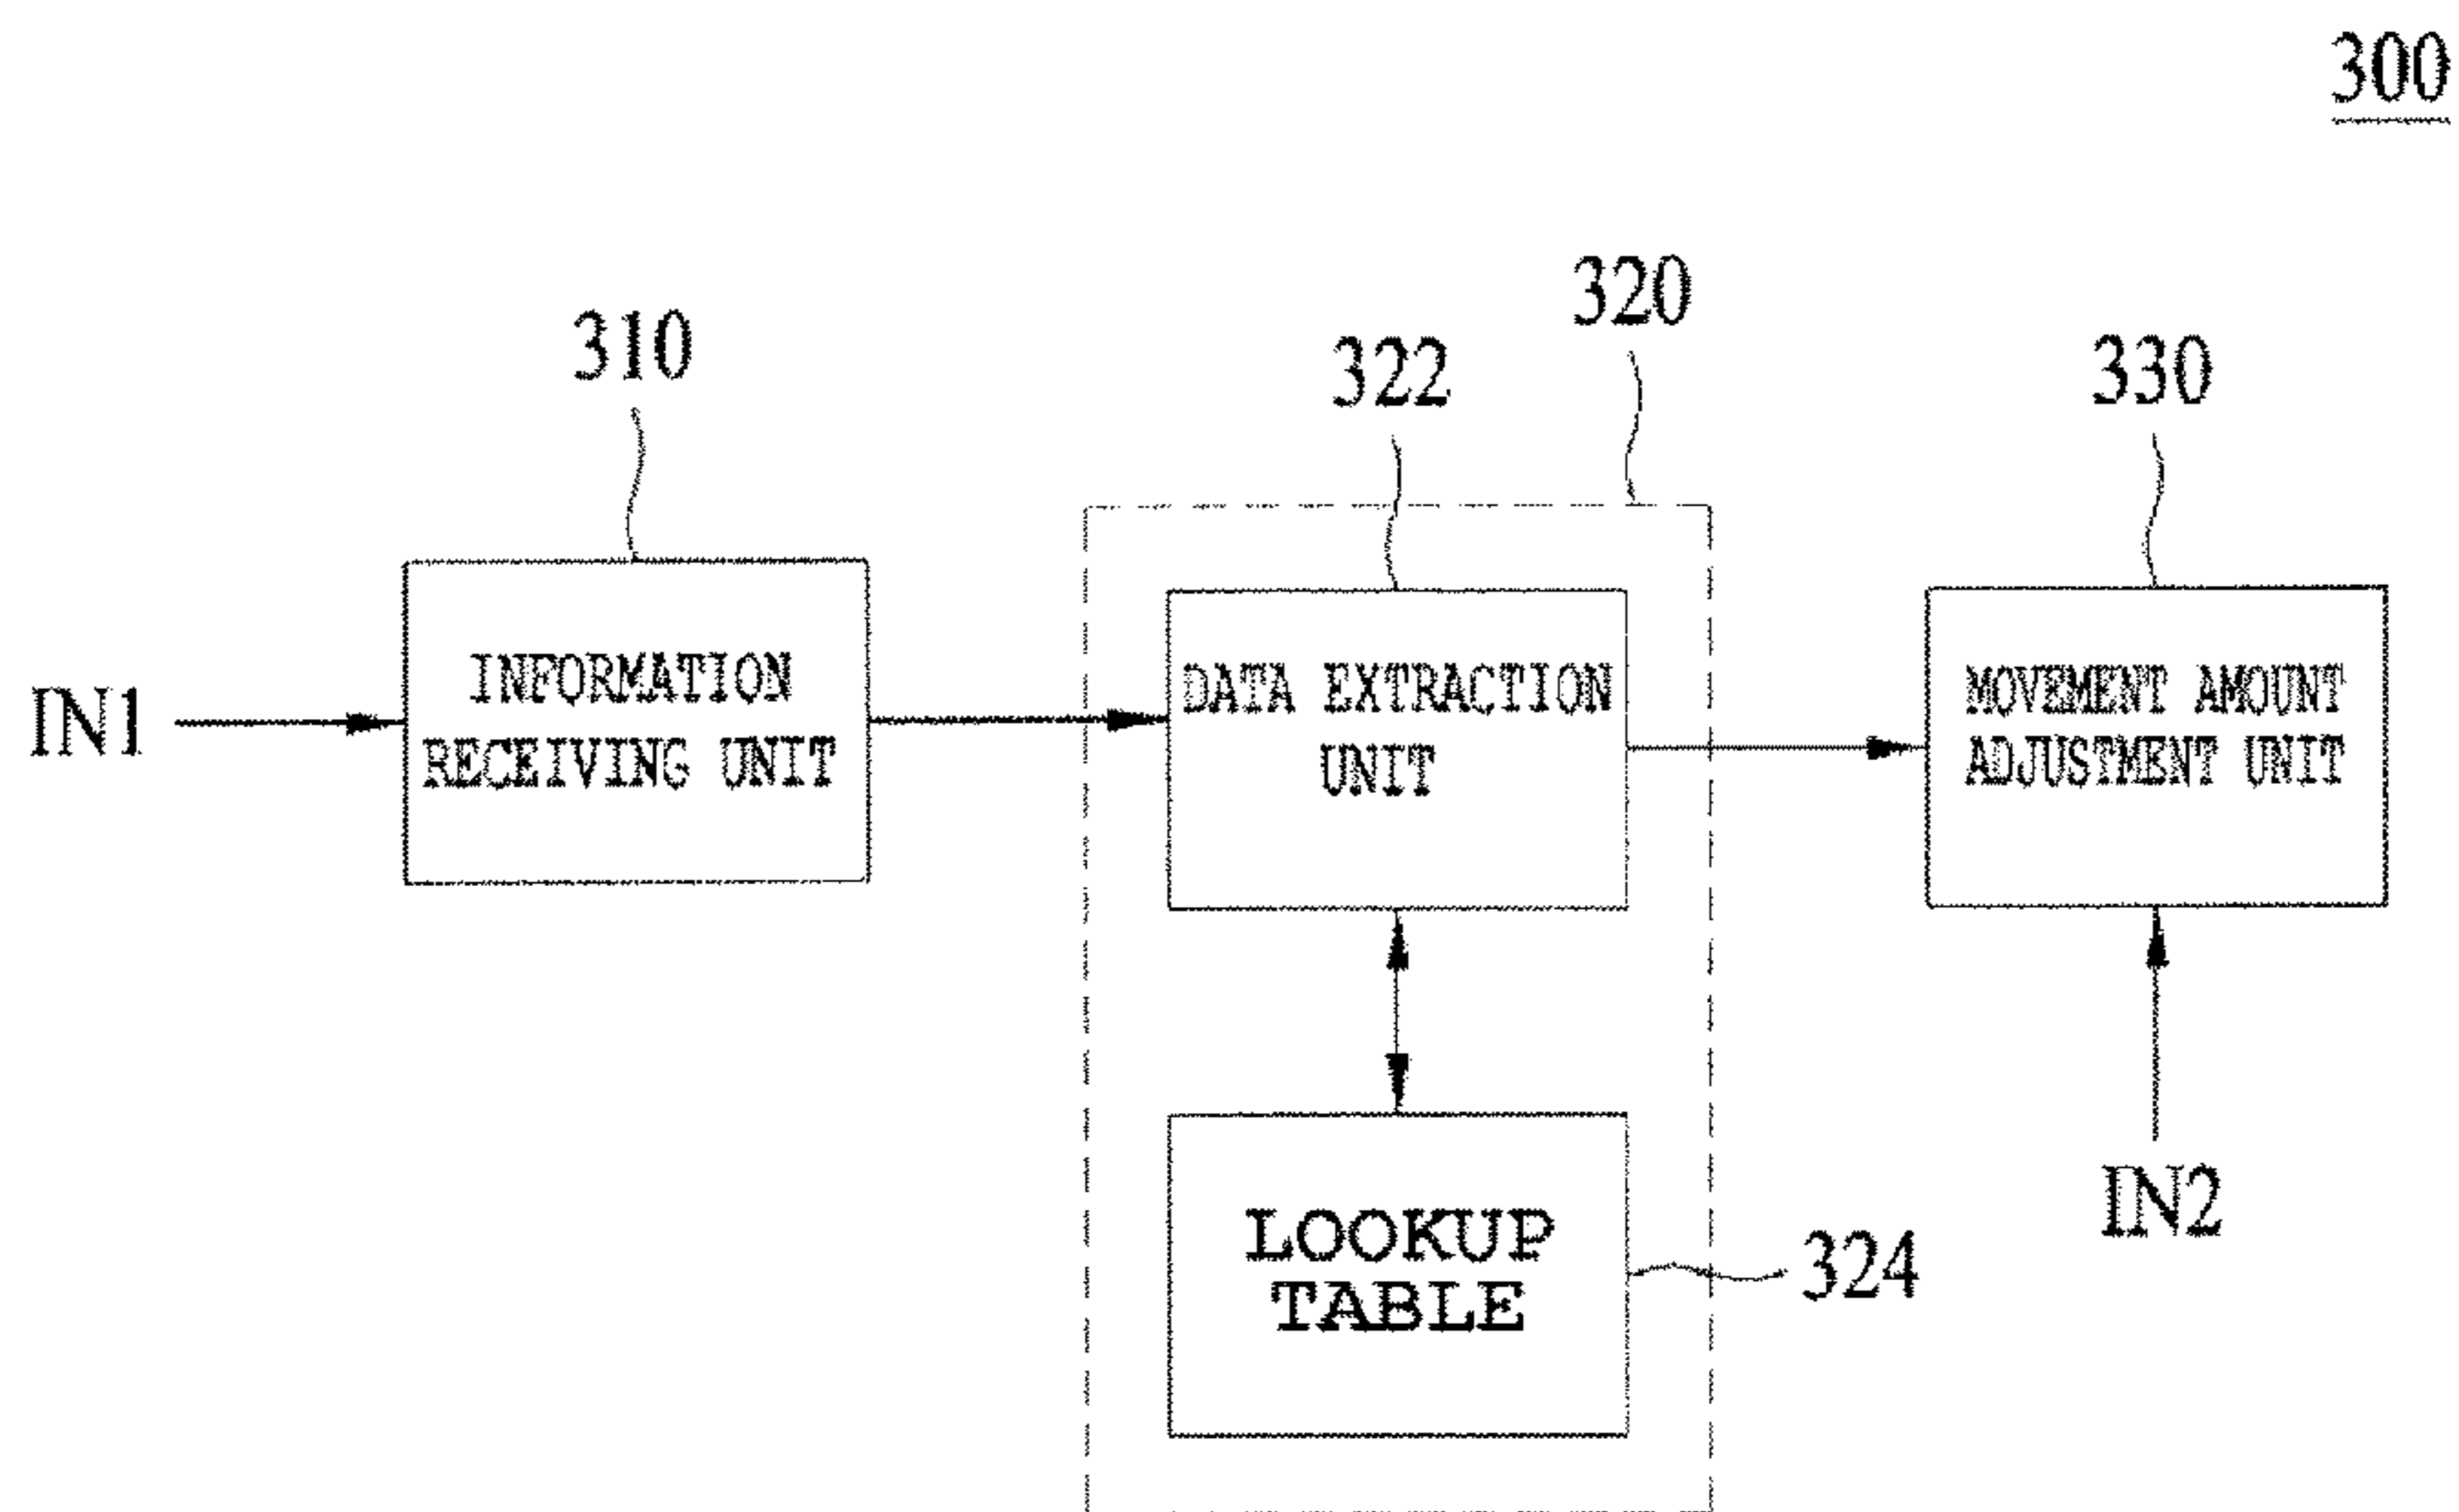 300
320
310
322
330
INFORMATION
RECEIVING UNIT
DATA EXTRACTION
UNIT
MOVEMENT AMOUNT
ADJUSTMENT UNIT
IN1
LOOKUP
TABLE
IN2
324